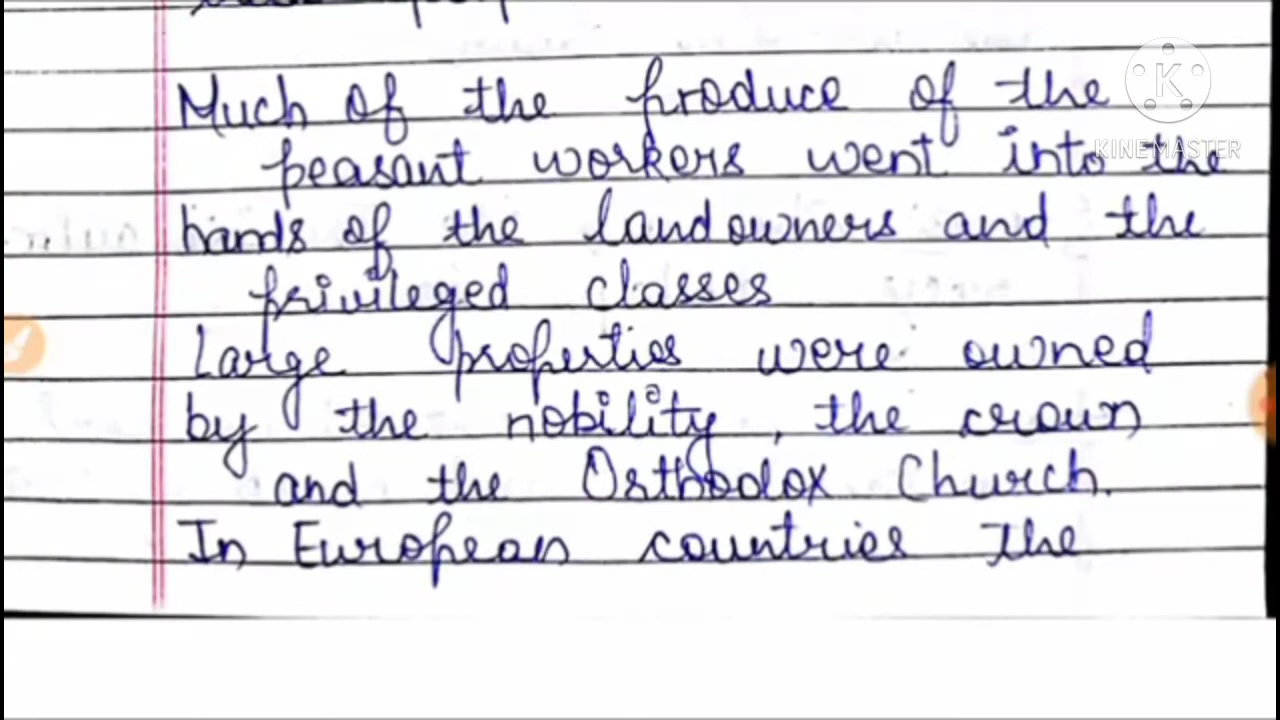 Much of the produce of the
peasant workers went into the
hands of the landowners and the
privileged classes
Large properties were owned
by the nobility, the crown
and the Orthodox Church.
In European countries the
K
KINEMASTER